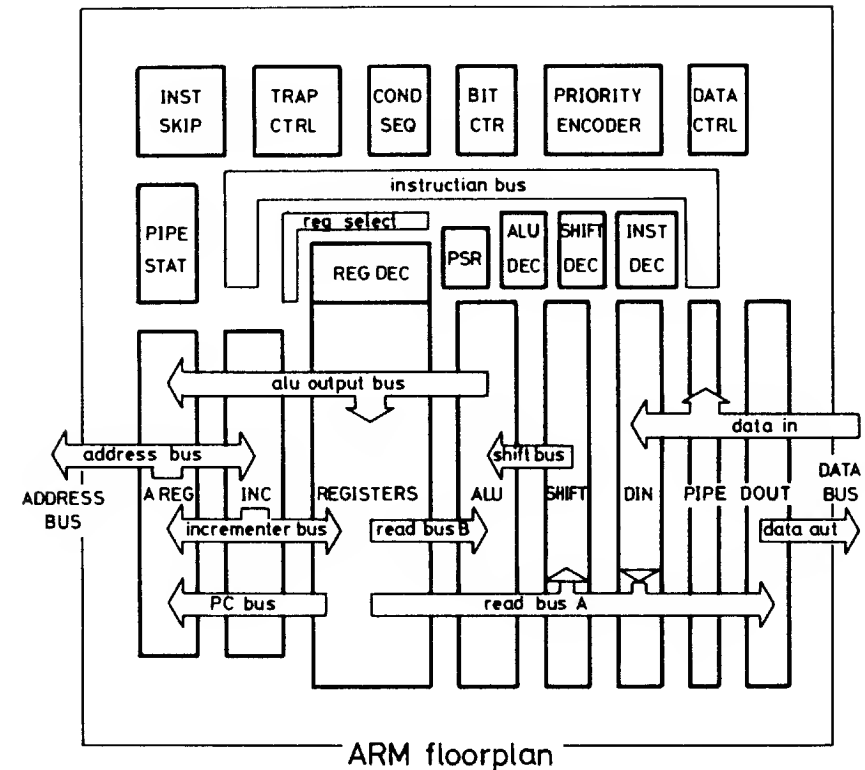 INST SKIP
TRAP CTRL
COND SEQ
BIT CTR
PRIORITY ENCODER
DATA CTRL
instructian bus
PIPE STAT
reg select
REG DEC
PSR
ALU DEC
SHIFT DEC
INST DEC
alu output bus
data in
address bus
shift bus
ADDRESS BUS
A REG
INC
REGISTERS
ALU
SHIFT
DIN
PIPE
DOUT
DATA BUS
incrementer bus
read bus B
data aut
PC bus
read bus A
ARM floorplan